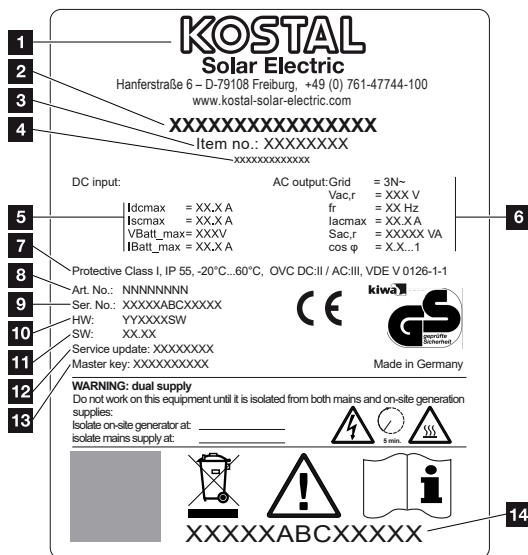 KOSTAL
Solar Electric
Hanferstraße 6 – D-79108 Freiburg, +49 (0) 761-47744-100
www.kostal-solar-electric.com
XXXXXXXXXXXXXXXX
Item no.: XXXXXXXX
xxxxxxxxxxxxx
DC input:
Idcmax = XX.X A
Iscmax = XX.X A
VBatt_max= XXXV
IBatt_max = XX.X A
AC output: Grid = 3N~
Vac,r = XXX V
fr = XX Hz
Iacmax = XX.X A
Sac,r = XXXXX VA
cos φ = X.X...1
Protective Class I, IP 55, -20°C...60°C, OVC DC:II / AC:III, VDE V 0126-1-1
Art. No.: NNNNNNNN
Ser. No.: XXXXXABCXXXXX
HW: YYXXXXSW
SW: XX.XX
Service update: XXXXXXXX
Master key: XXXXXXXXXX
CE
kiwa
GS
geprüfte
Sicherheit
Made in Germany
WARNING: dual supply
Do not work on this equipment until it is isolated from both mains and on-site generation
supplies:
Isolate on-site generator at:
isolate mains supply at:
5 min.
i
XXXXXABCXXXXX
1
2
3
4
5
6
7
8
9
10
11
12
13
14